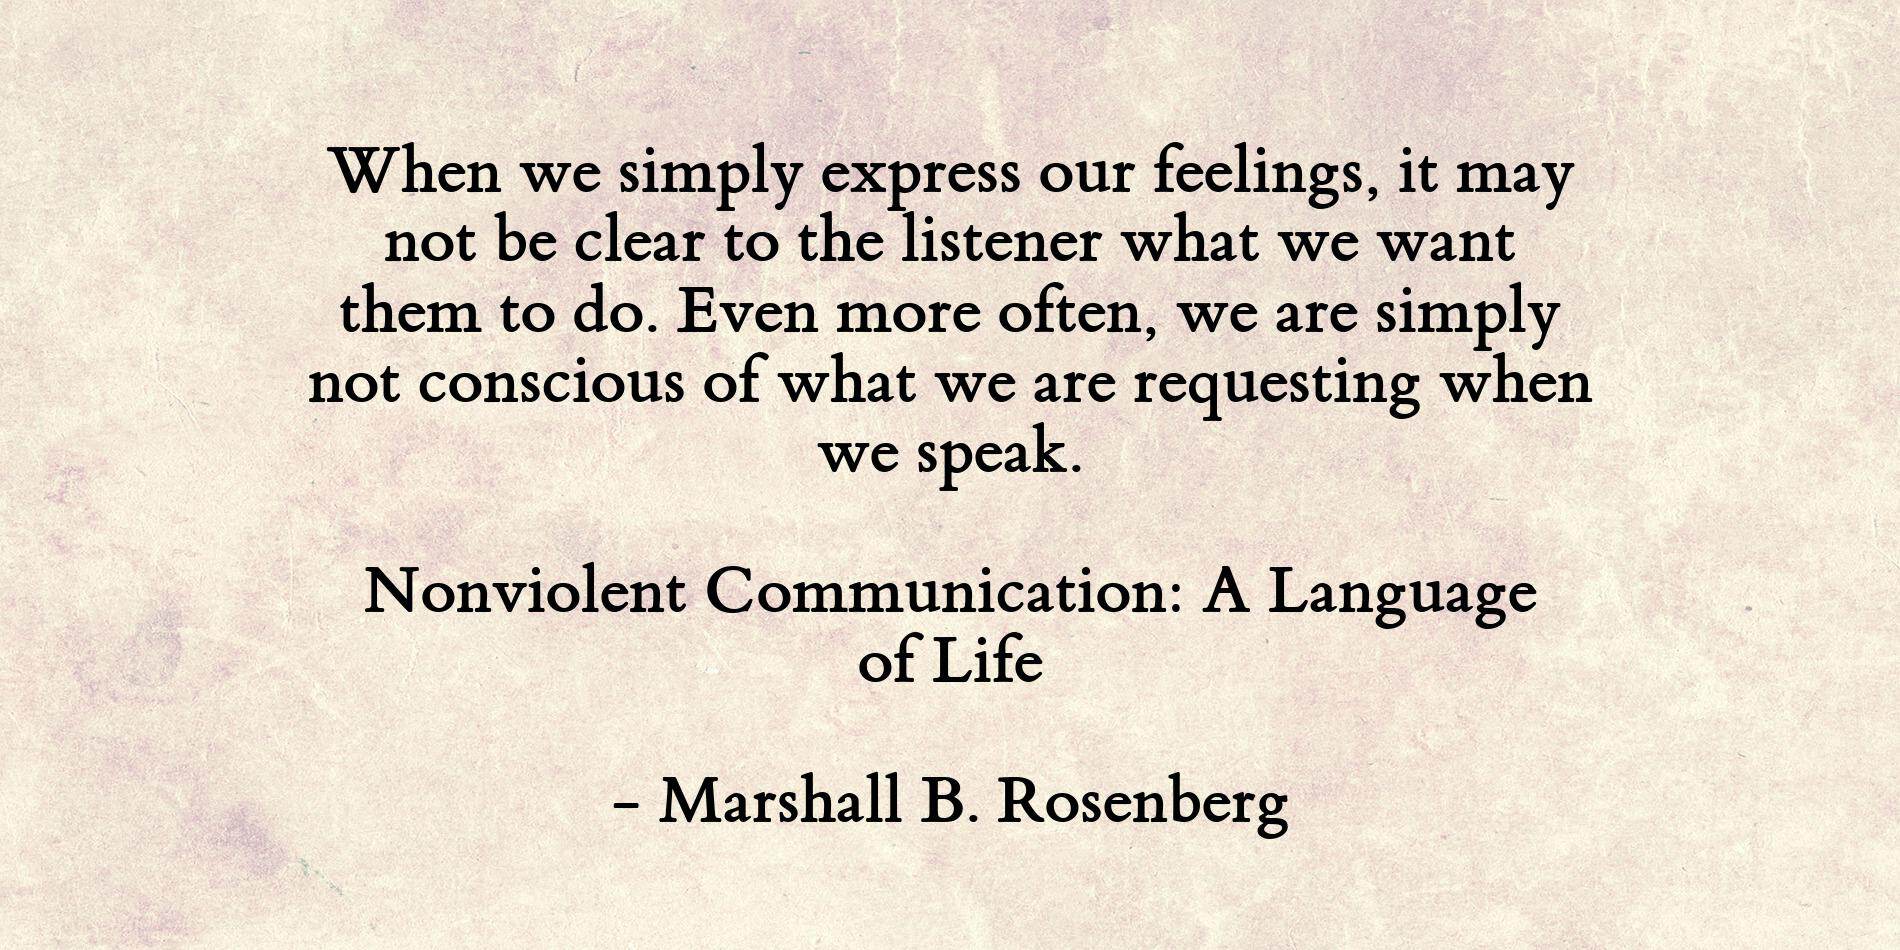 When we simply express our feelings, it may
not be clear to the listener what we want
them to do. Even more often, we are simply
not conscious of what we are requesting when
we speak.
Nonviolent Communication: A Language
of Life
- Marshall B. Rosenberg